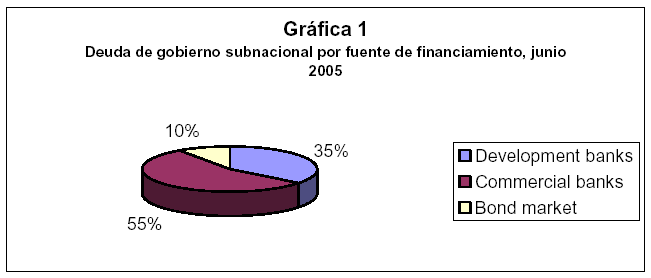 Gráfica 1
Deuda de gobierno subnacional por fuente de financiamiento, junio
2005
10%
35%
55%
Development banks
Commercial banks
Bond market